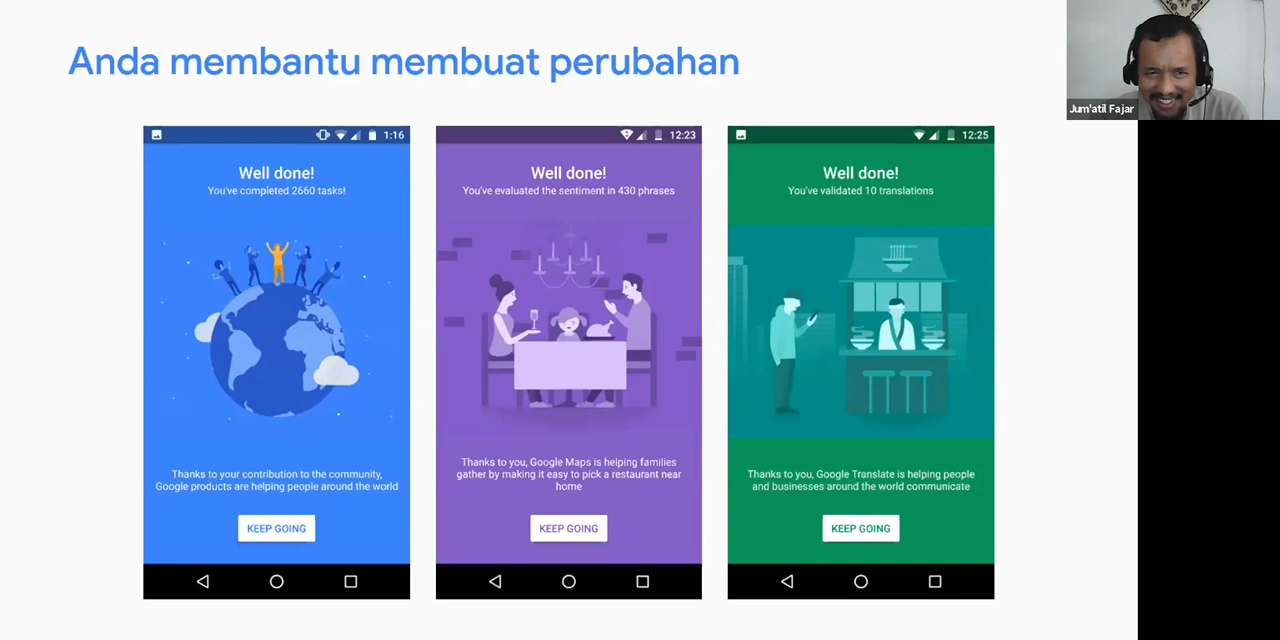 Anda membantu membuat perubahan
Jum'atil Fajar
1:16
Well done!
You've completed 2660 tasks!
Thanks to your contribution to the community,
Google products are helping people around the world
KEEP GOING
12:23
Well done!
You've evaluated the sentiment in 430 phrases
Thanks to you, Google Maps is helping families
gather by making it easy to pick a restaurant near
home
KEEP GOING
12:25
Well done!
You've validated 10 translations
Thanks to you, Google Translate is helping people
and businesses around the world communicate
KEEP GOING